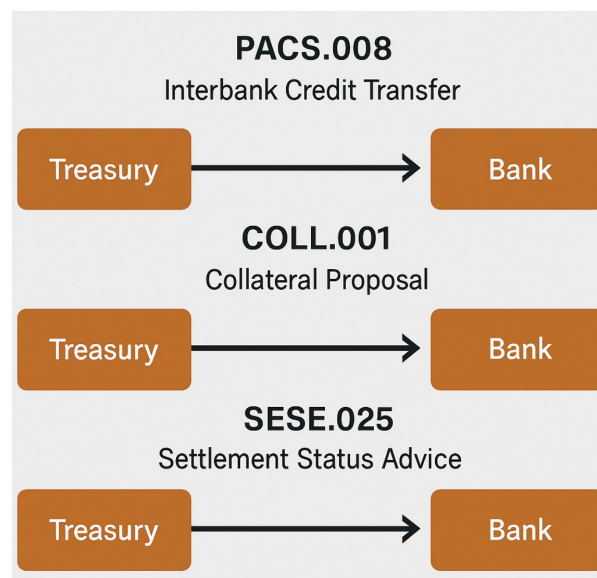 PACS.008
Interbank Credit Transfer
Treasury
Bank
COLL.001
Collateral Proposal
Treasury
Bank
SESE.025
Settlement Status Advice
Treasury
Bank